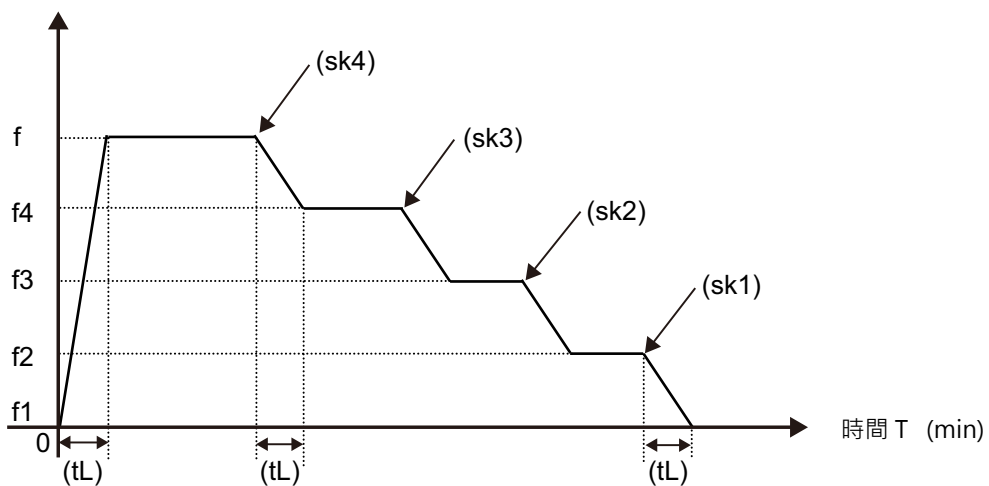 (sk4)
f
(sk3)
f4
(sk2)
f3
(sk1)
f2
f1
0
時間 T (min)
(tL)
(tL)
(tL)